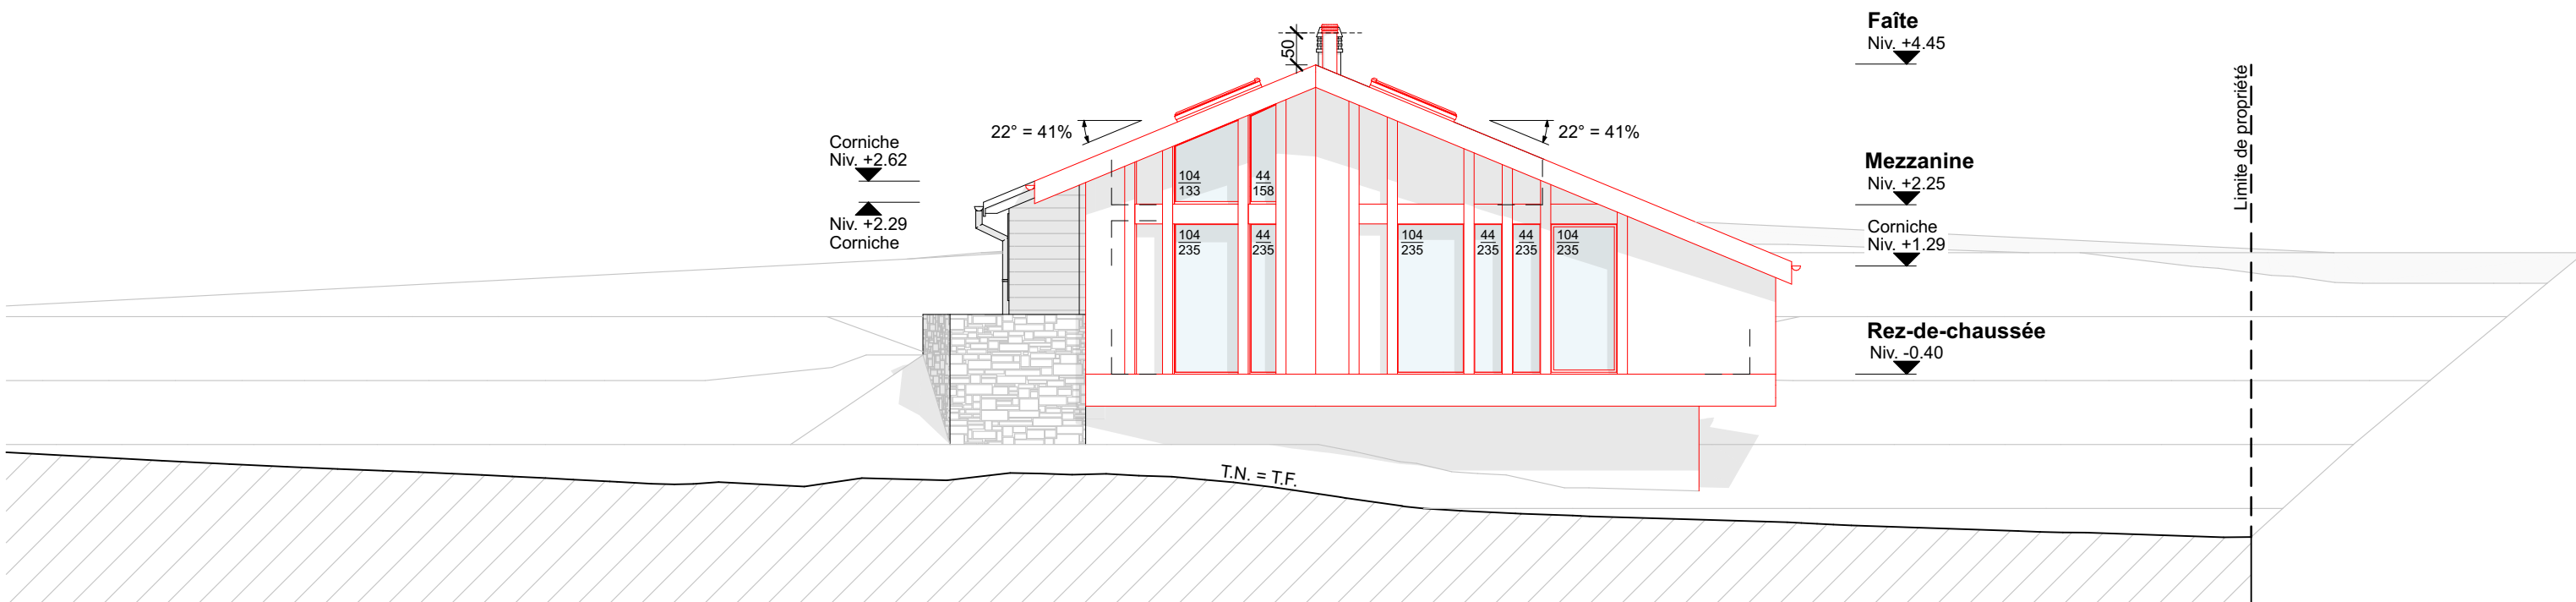 Faîte
Niv. +4.45
50
Limite de propriété
22° = 41%
22° = 41%
Corniche
Niv. +2.62
Niv. +2.29
Corniche
Mezzanine
Niv. +2.25
Corniche
Niv. +1.29
104
133
44
158
104
235
44
235
104
235
44
235
44
235
104
235
Rez-de-chaussée
Niv. -0.40
T.N. = T.F.